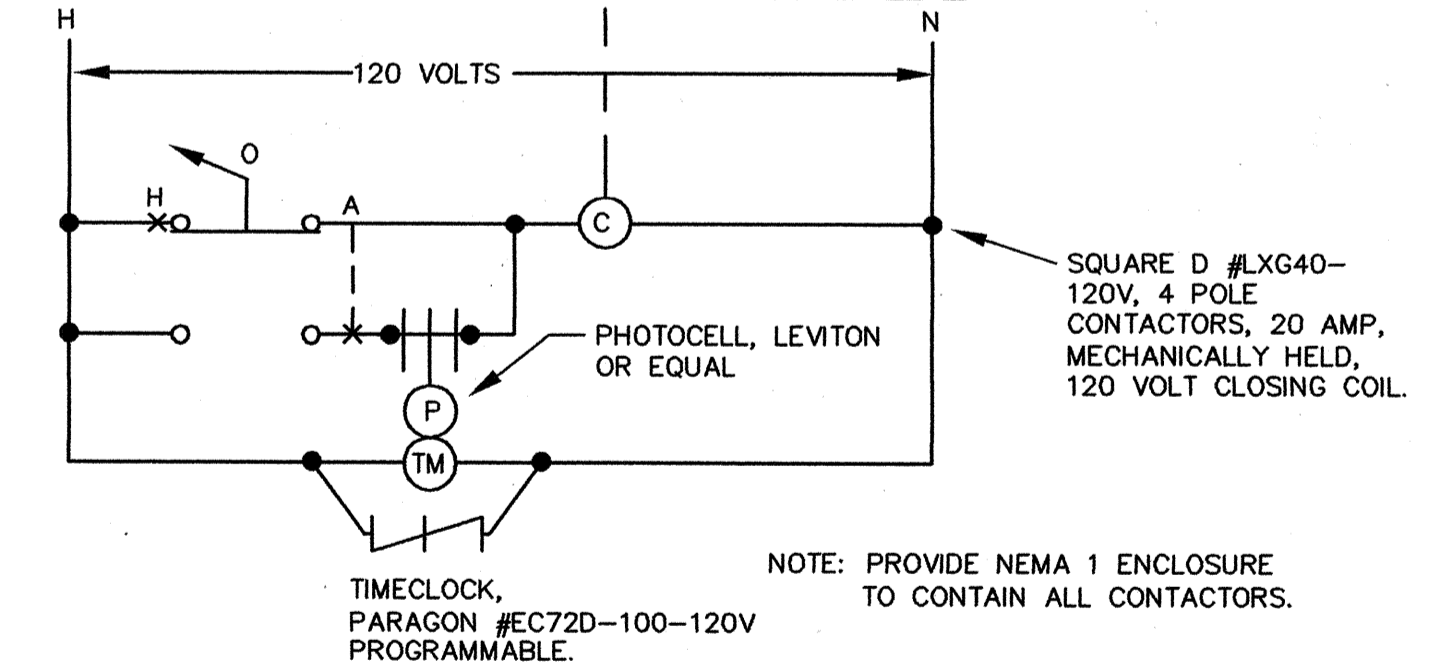 H
N
120 VOLTS
O
H
A
C
SQUARE D #LXG40-
120V, 4 POLE
CONTACTORS, 20 AMP,
MECHANICALLY HELD,
120 VOLT CLOSING COIL.
PHOTOCELL, LEVITON
OR EQUAL
P
TM
NOTE: PROVIDE NEMA 1 ENCLOSURE
TO CONTAIN ALL CONTACTORS.
TIMECLOCK,
PARAGON #EC72D-100-120V
PROGRAMMABLE.